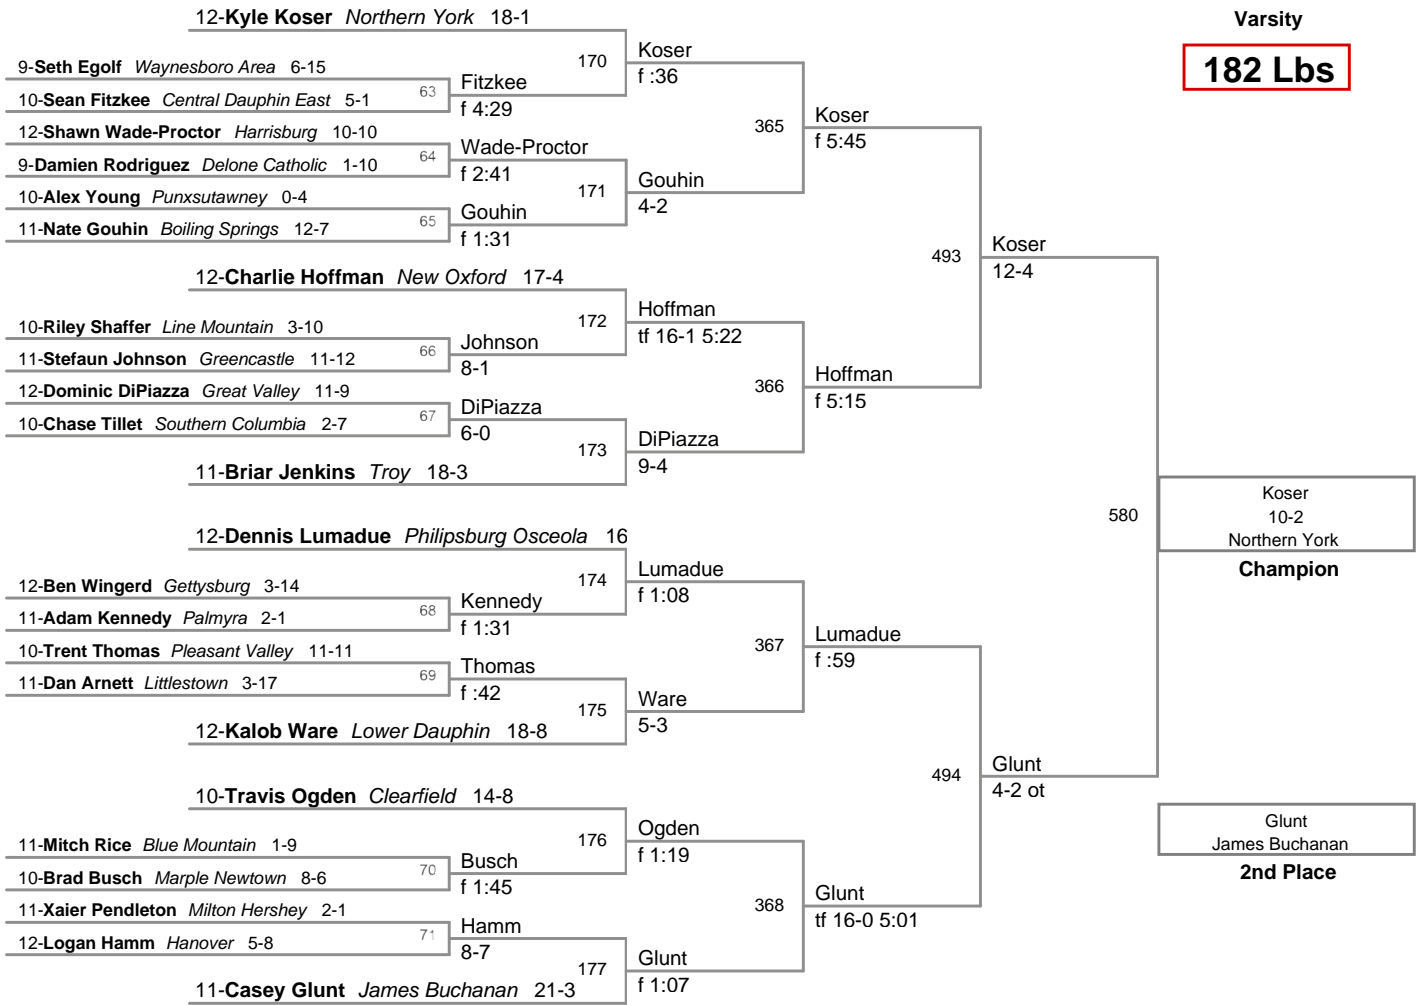 12-Kyle Koser Northern York 18-1
Varsity
182 Lbs
170
Koser
f :36
9-Seth Egolf Waynesboro Area 6-15
63
Fitzkee
f 4:29
10-Sean Fitzkee Central Dauphin East 5-1
365
Koser
f 5:45
12-Shawn Wade-Proctor Harrisburg 10-10
64
Wade-Proctor
f 2:41
9-Damien Rodriguez Delone Catholic 1-10
171
Gouhin
4-2
10-Alex Young Punxsutawney 0-4
65
Gouhin
f 1:31
11-Nate Gouhin Boiling Springs 12-7
493
Koser
12-4
12-Charlie Hoffman New Oxford 17-4
172
Hoffman
tf 16-1 5:22
10-Riley Shaffer Line Mountain 3-10
66
Johnson
8-1
11-Stefaun Johnson Greencastle 11-12
366
Hoffman
f 5:15
12-Dominic DiPiazza Great Valley 11-9
67
DiPiazza
6-0
10-Chase Tillet Southern Columbia 2-7
173
DiPiazza
9-4
11-Briar Jenkins Troy 18-3
580
Koser
10-2
Northern York
Champion
12-Dennis Lumadue Philipsburg Osceola 16
174
Lumadue
f 1:08
12-Ben Wingerd Gettysburg 3-14
68
Kennedy
f 1:31
11-Adam Kennedy Palmyra 2-1
367
Lumadue
f :59
10-Trent Thomas Pleasant Valley 11-11
69
Thomas
f :42
11-Dan Arnett Littlestown 3-17
175
Ware
5-3
12-Kalob Ware Lower Dauphin 18-8
494
Glunt
4-2 ot
10-Travis Ogden Clearfield 14-8
176
Ogden
f 1:19
Glunt
James Buchanan
2nd Place
11-Mitch Rice Blue Mountain 1-9
70
Busch
f 1:45
10-Brad Busch Marple Newtown 8-6
368
Glunt
tf 16-0 5:01
11-Xaier Pendleton Milton Hershey 2-1
71
Hamm
8-7
12-Logan Hamm Hanover 5-8
177
Glunt
f 1:07
11-Casey Glunt James Buchanan 21-3